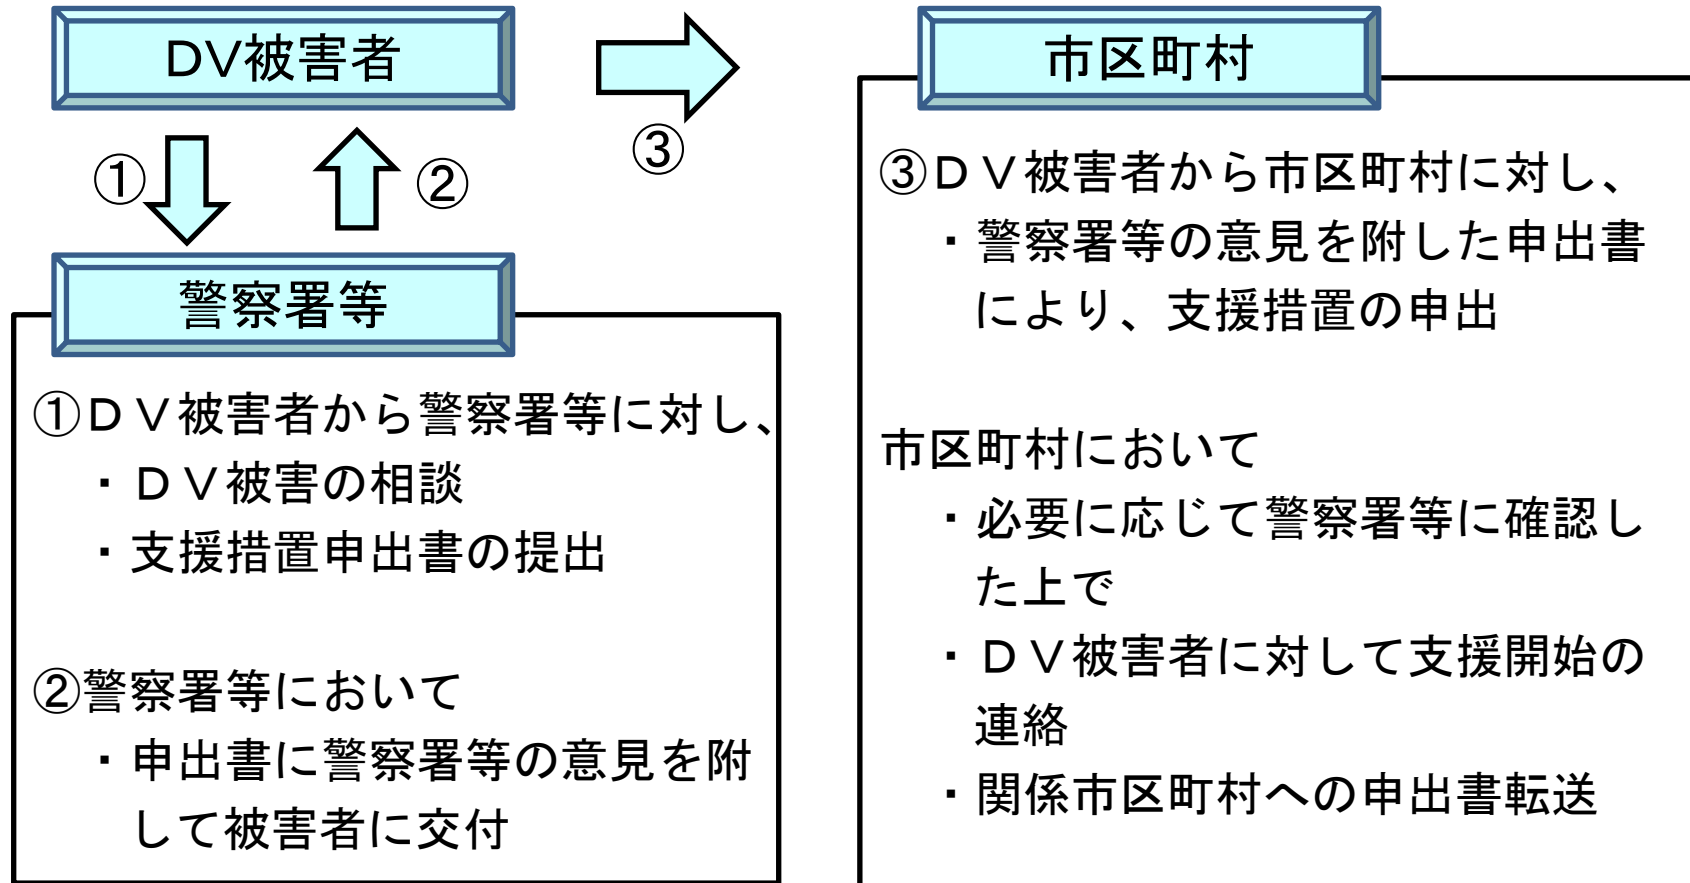 DV被害者
①
②
③
警察署等
①ＤＶ被害者から警察署等に対し、
・ＤＶ被害の相談
・支援措置申出書の提出
②警察署等において
・申出書に警察署等の意見を附
して被害者に交付
市区町村
③ＤＶ被害者から市区町村に対し、
・警察署等の意見を附した申出書
により、支援措置の申出
市区町村において
・必要に応じて警察署等に確認し
た上で
・ＤＶ被害者に対して支援開始の
連絡
・関係市区町村への申出書転送